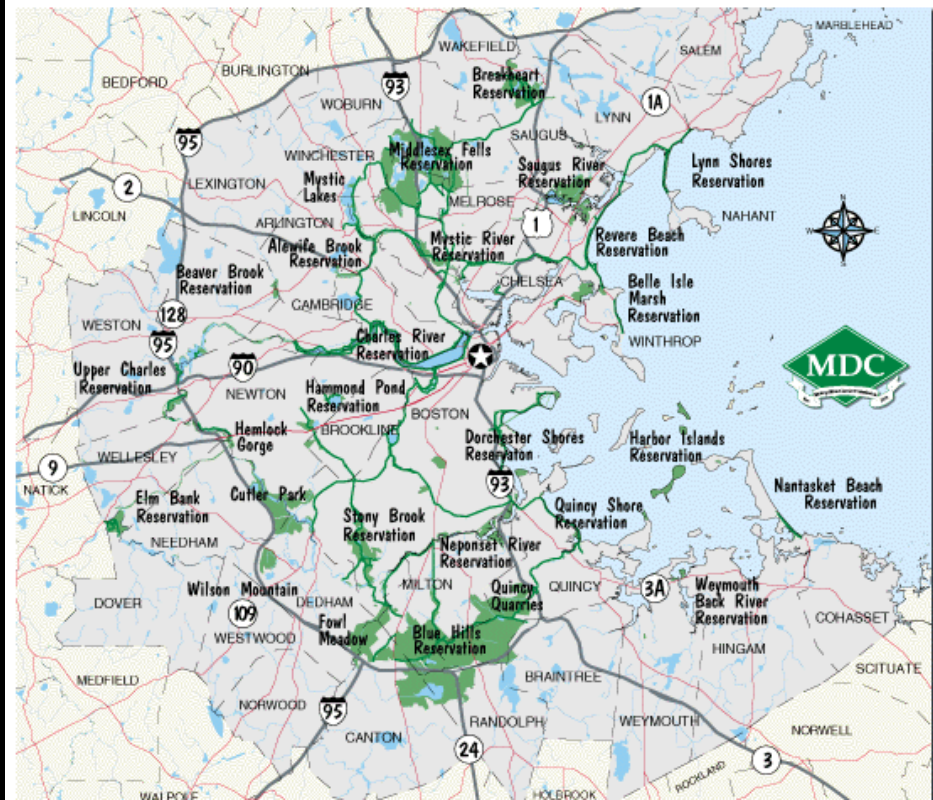 MARBLEHEAD
WAKEFIELD
SALEM
BURLINGTON
BEDFORD
Breakheart
Reservation
93
WOBURN
1A
LYNN
95
SAUGUS
WINCHESTER
Middlesex Fells
Reservation
Saugus River
Reservation
Lynn Shores
Reservation
Mystic
Lakes
2
LEXINGTON
MELROSE
LINCOLN
NAHANT
ARLINGTON
1
Alewife Brook
Reservation
Mystic River
Reservation
Revere Beach
Reservation
Beaver Brook
Reservation
CHELSEA
Belle Isle
Marsh
Reservation
CAMBRIDGE
128
WESTON
95
Charles River
Reservation
WINTHROP
MDC
Upper Charles
Reservation
90
NEWTON
Hammond Pond
Reservation
BOSTON
BROOKLINE
Hemlock
Gorge
Dorchester Shores
Reservaton
Harbor Islands
Reservation
WELLESLEY
9
NATICK
93
Nantasket Beach
Reservation
Elm Bank
Reservation
Cutler Park
Quincy Shore
Reservation
Stony Brook
Reservation
NEEDHAM
Neponset River
Reservation
Wilson Mountain
MILTON
Quincy
Quarries
QUINCY
3A
Weymouth
Back River
Reservation
DOVER
109
DEDHAM
COHASSET
Fowl
Meadow
WESTWOOD
Blue Hills
Reservation
HINGAM
SCITUATE
MEDFIELD
BRAINTREE
NORWOOD
95
RANDOLPH
WEYMOUTH
NORWELL
CANTON
24
3
ROCKLAND
WALPOLE
HOLBROOK
W
E
S